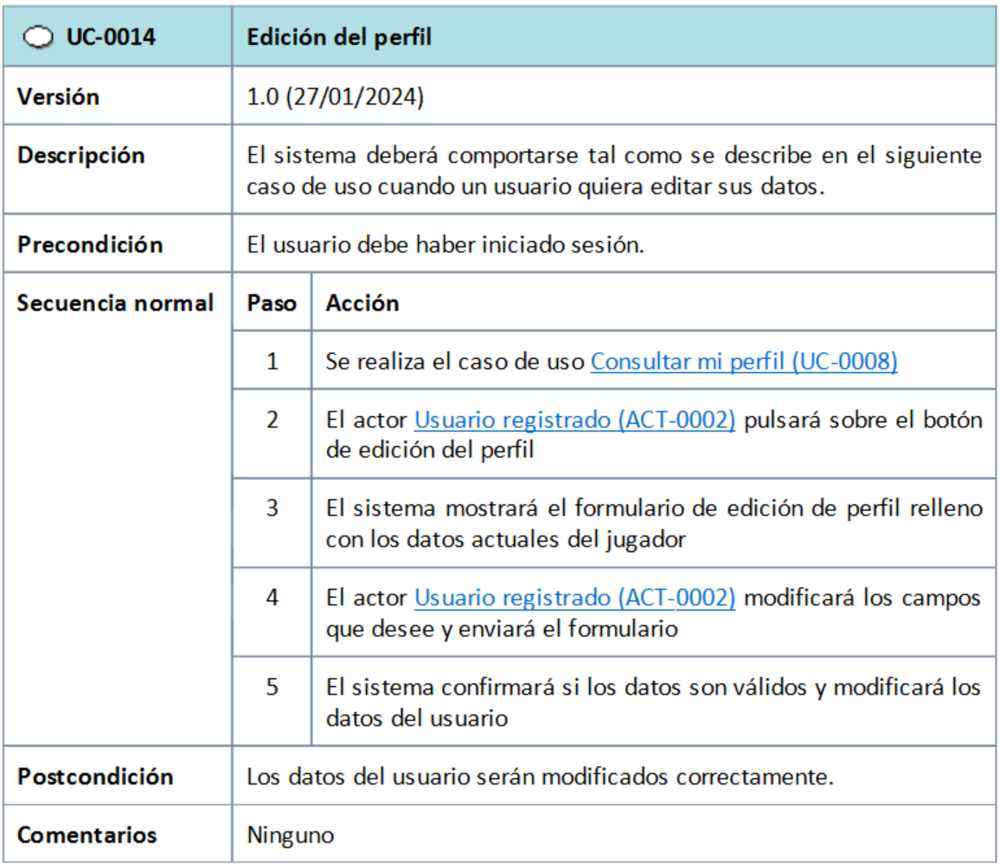 UC-0014 Edición del perfil
Versión 1.0 (27/01/2024)
Descripción El sistema deberá comportarse tal como se describe en el siguiente
caso de uso cuando un usuario quiera editar sus datos.
Precondición El usuario debe haber iniciado sesión.
Secuencia normal Paso Acción
1 Se realiza el caso de uso Consultar mi perfil (UC-0008)
2 El actor Usuario registrado (ACT-0002) pulsará sobre el botón
de edición del perfil
3 El sistema mostrará el formulario de edición de perfil relleno
con los datos actuales del jugador
4 El actor Usuario registrado (ACT-0002) modificará los campos
que desee y enviará el formulario
5 El sistema confirmará si los datos son válidos y modificará los
datos del usuario
Postcondición Los datos del usuario serán modificados correctamente.
Comentarios Ninguno